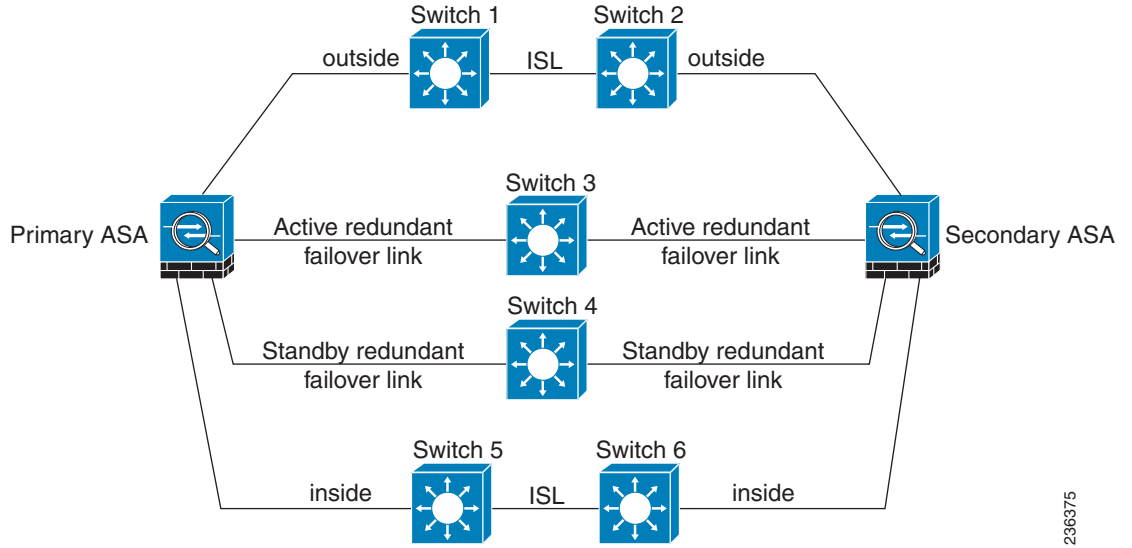 Switch 1
Switch 2
outside
ISL
outside
Switch 3
Primary ASA
Active redundant
failover link
Active redundant
failover link
Secondary ASA
Switch 4
Standby redundant
failover link
Standby redundant
failover link
Switch 5
Switch 6
inside
ISL
inside
236375